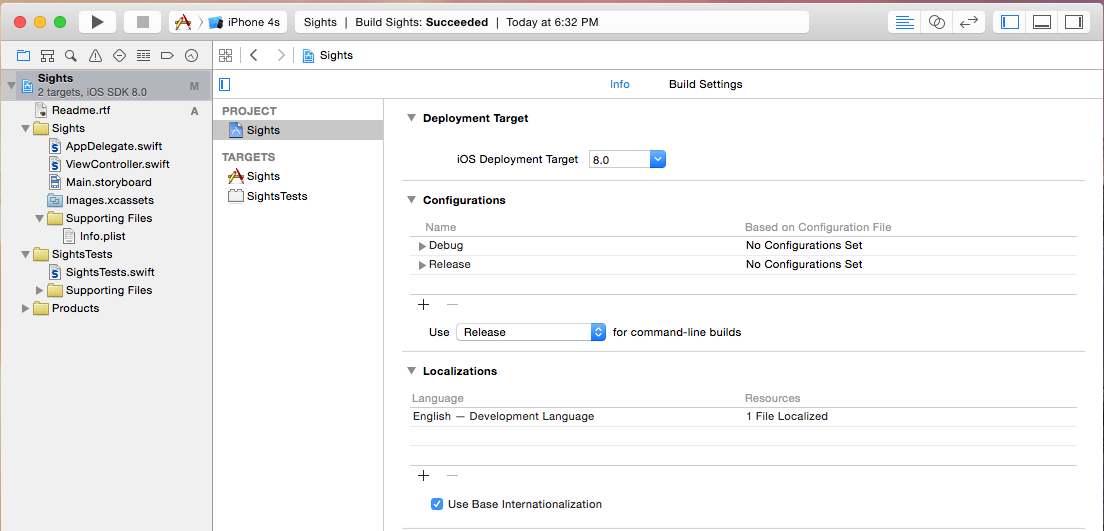 iPhone 4s
Sights | Build Sights: Succeeded | Today at 6:32 PM
Sights
Sights
2 targets, iOS SDK 8.0
M
Readme.rtf
A
Sights
AppDelegate.swift
ViewController.swift
Main.storyboard
Images.xcassets
Supporting Files
Info.plist
SightsTests
SightsTests.swift
Supporting Files
Products
Info
Build Settings
PROJECT
Sights
TARGETS
Sights
SightsTests
Deployment Target
iOS Deployment Target 8.0
Configurations
Name Based on Configuration File
Debug No Configurations Set
Release No Configurations Set
Use Release for command-line builds
Localizations
Language Resources
English — Development Language 1 File Localized
Use Base Internationalization